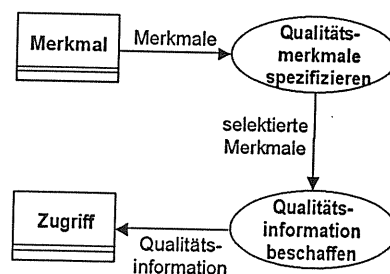 Merkmal
Merkmale
Qualitäts-
merkmale
spezifizieren
selektierte
Merkmale
Zugriff
Qualitäts-
information
Qualitäts-
information
beschaffen